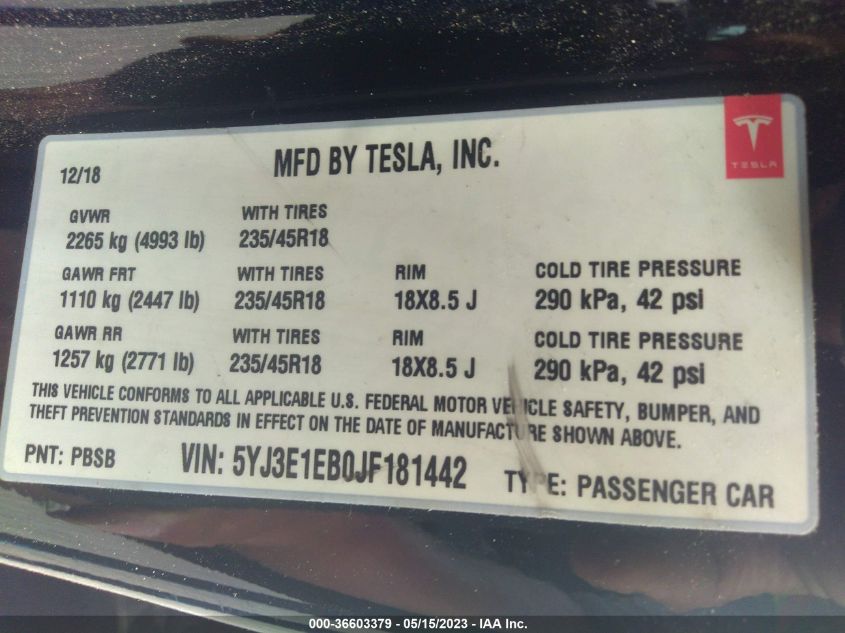 MFD BY TESLA, INC.
TESLA
12/18
GVWR WITH TIRES
2265 kg (4993 lb) 235/45R18
GAWR FRT WITH TIRES RIM COLD TIRE PRESSURE
1110 kg (2447 lb) 235/45R18 18X8.5 J 290 kPa, 42 psi
GAWR RR WITH TIRES RIM COLD TIRE PRESSURE
1257 kg (2771 lb) 235/45R18 18X8.5 J 290 kPa, 42 psi
THIS VEHICLE CONFORMS TO ALL APPLICABLE U.S. FEDERAL MOTOR VEHICLE SAFETY, BUMPER, AND
THEFT PREVENTION STANDARDS IN EFFECT ON THE DATE OF MANUFACTURE SHOWN ABOVE.
PNT: PBSB VIN: 5YJ3E1EB0JF181442 TYPE: PASSENGER CAR
000-36603379 - 05/15/2023 - IAA Inc.